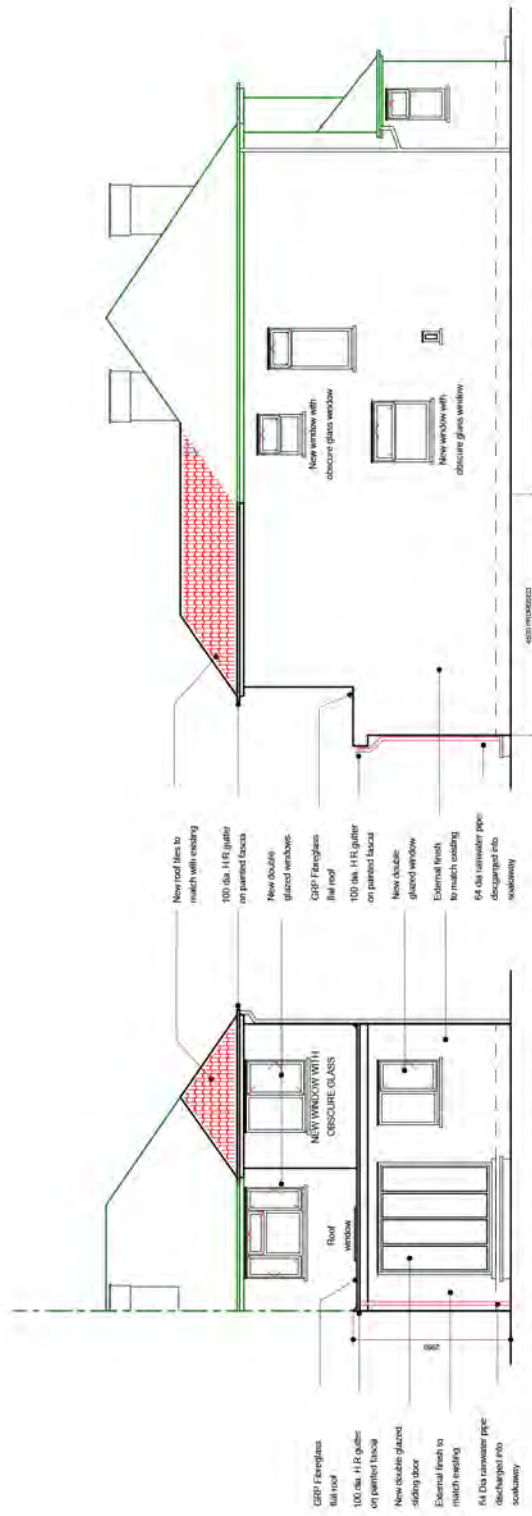 GRP Fibreglass
flat roof
100 dia. H.R.gutter
on painted fascia
New double glazed
sliding door
External finish to
match existing
64 Dia rainwater pipe
discharged into
soakaway
Roof
window
NEW WINDOW WITH
OBSCURE GLASS
New roof tiles to
match with existing
100 dia. H.R.gutter
on painted fascia
New double
glazed windows
GRP Fibreglass
flat roof
100 dia. H.R.gutter
on painted fascia
New double
glazed window
External finish
to match existing
64 dia rainwater pipe
discgarged into
soakaway
New window with
obscure glass window
New window with
obscure glass window
4500 PROPOSED